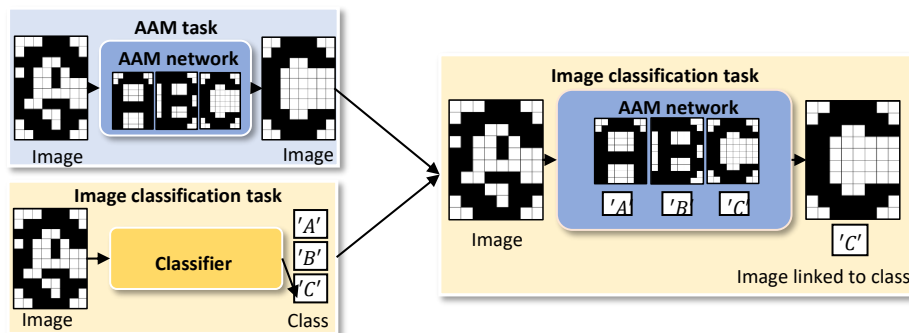 AAM task
AAM network
Image
Image
Image classification task
Classifier
'A'
'B'
'C'
Image
Class
Image classification task
AAM network
'A'
'B'
'C'
Image
'C'
Image linked to class